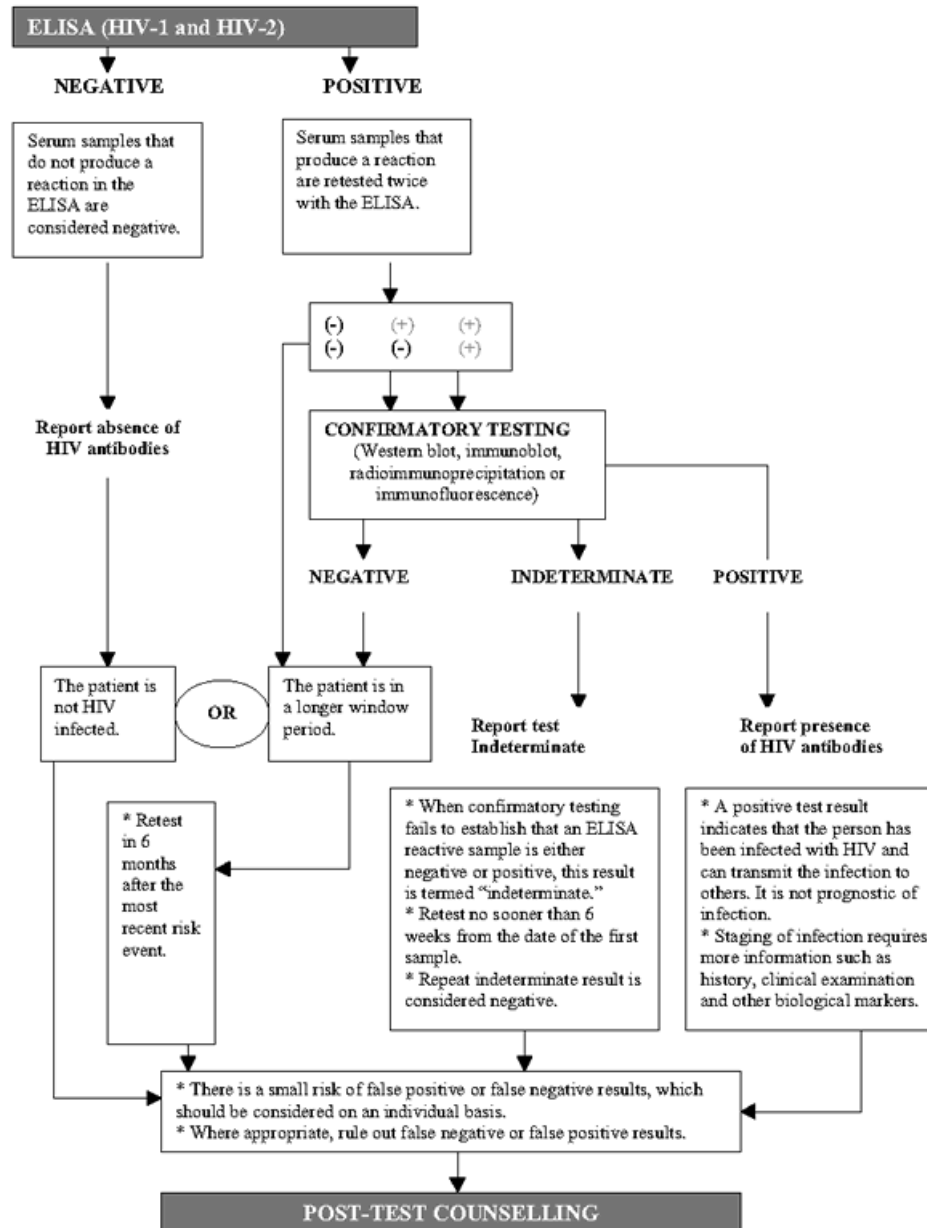 ELISA (HIV-1 and HIV-2)
NEGATIVE
POSITIVE
Serum samples that
do not produce a
reaction in the
ELISA are
considered negative.
Serum samples that
produce a reaction
are retested twice
with the ELISA.
(-) (+) (+)
(-) (-) (+)
Report absence of
HIV antibodies
CONFIRMATORY TESTING
(Western blot, immunoblot,
radioimmunoprecipitation or
immunofluorescence)
NEGATIVE
INDETERMINATE
POSITIVE
The patient is
not HIV
infected.
OR
The patient is in
a longer window
period.
Report test
Indeterminate
Report presence
of HIV antibodies
* Retest
in 6
months
after the
most
recent risk
event.
* When confirmatory testing
fails to establish that an ELISA
reactive sample is either
negative or positive, this result
is termed “indeterminate.”
* Retest no sooner than 6
weeks from the date of the first
sample.
* Repeat indeterminate result is
considered negative.
* A positive test result
indicates that the person has
been infected with HIV and
can transmit the infection to
others. It is not prognostic of
infection.
* Staging of infection requires
more information such as
history, clinical examination
and other biological markers.
* There is a small risk of false positive or false negative results, which
should be considered on an individual basis.
* Where appropriate, rule out false negative or false positive results.
POST-TEST COUNSELLING